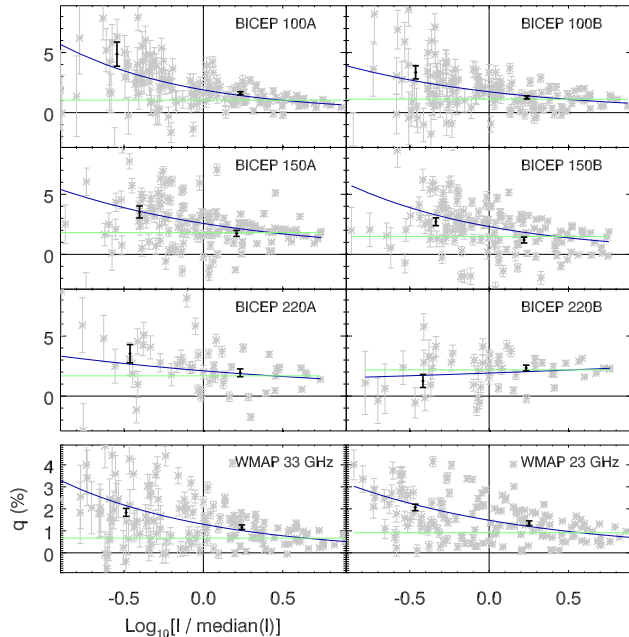 BICEP 100A
BICEP 100B
5
0
BICEP 150A
BICEP 150B
5
0
BICEP 220A
BICEP 220B
5
0
WMAP 33 GHz
WMAP 23 GHz
4
3
2
1
0
q (%)
-0.5 0.0 0.5 -0.5 0.0 0.5
Log10[I / median(I)]